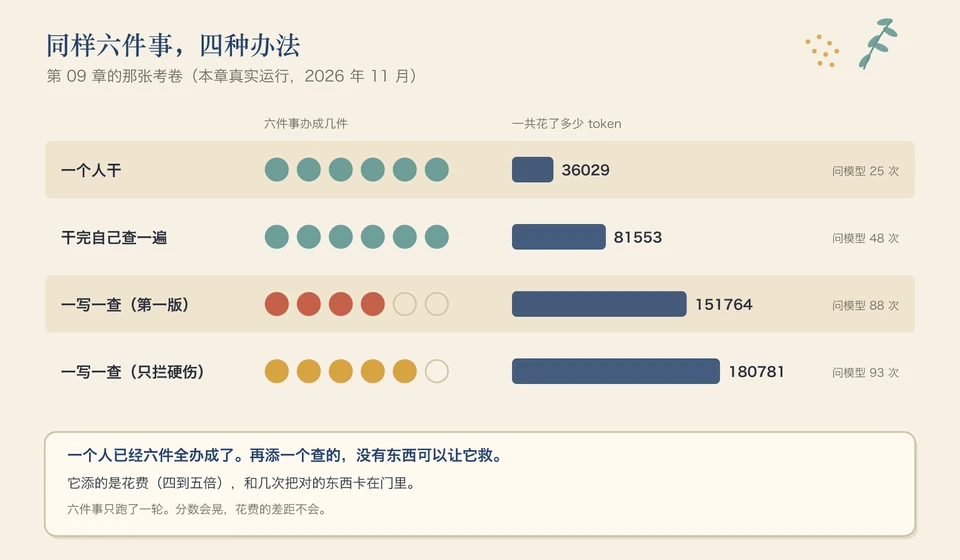 同样六件事，四种办法
第 09 章的那张考卷（本章真实运行，2026 年 11 月）
六件事办成几件
一共花了多少 token
一个人干
36029
问模型 25 次
干完自己查一遍
81553
问模型 48 次
一写一查（第一版）
151764
问模型 88 次
一写一查（只拦硬伤）
180781
问模型 93 次
一个人已经六件全办成了。再添一个查的，没有东西可以让它救。
它添的是花费（四到五倍），和几次把对的东西卡在门里。
六件事只跑了一轮。分数会晃，花费的差距不会。